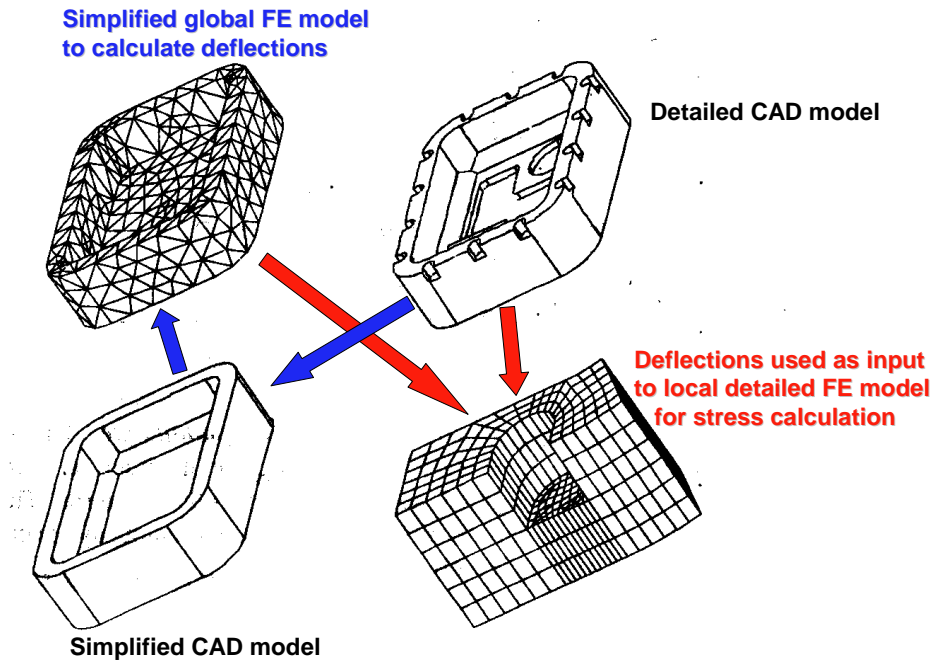 Simplified global FE model
to calculate deflections
Detailed CAD model
Deflections used as input
to local detailed FE model
for stress calculation
Simplified CAD model